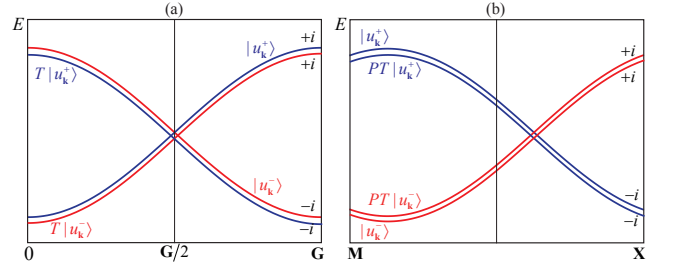 (a)
E
|u_k^+⟩
+i
+i
T|u_k^+⟩
|u_k^-⟩
−i
−i
T|u_k^-⟩
0
G/2
G
(b)
E
|u_k^+⟩
PT|u_k^+⟩
+i
+i
PT|u_k^-⟩
|u_k^-⟩
−i
−i
M
X